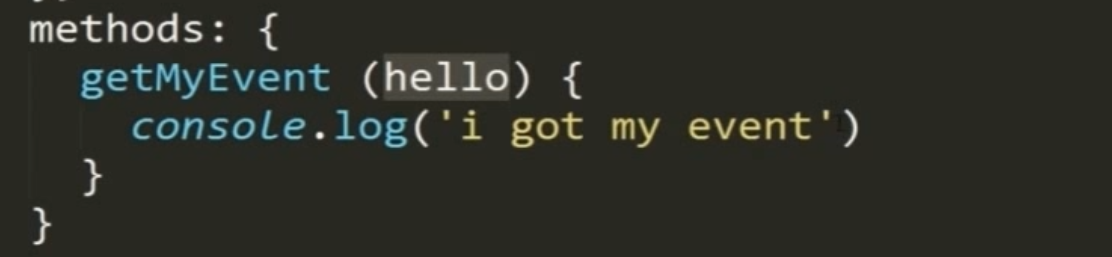 methods: {
getMyEvent (hello) {
console.log('i got my event')
}
}